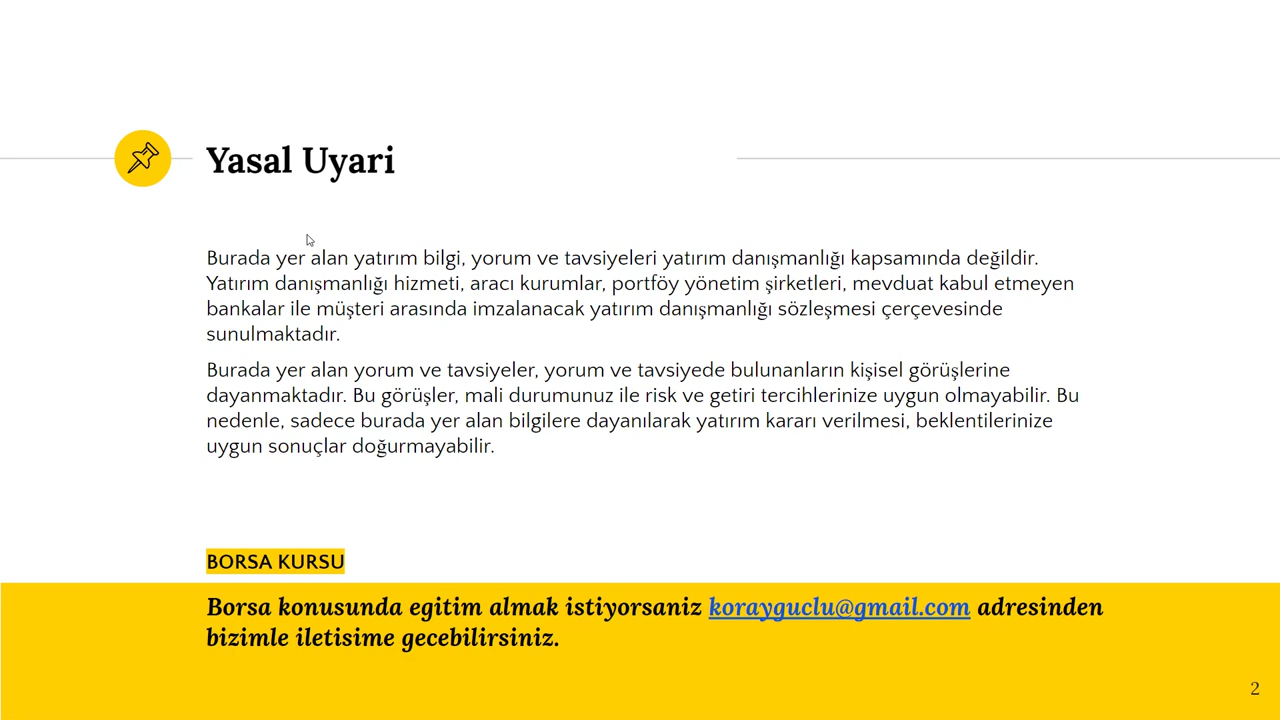 Yasal Uyari
Burada yer alan yatırım bilgi, yorum ve tavsiyeleri yatırım danışmanlığı kapsamında değildir.
Yatırım danışmanlığı hizmeti, aracı kurumlar, portföy yönetim şirketleri, mevduat kabul etmeyen
bankalar ile müşteri arasında imzalanacak yatırım danışmanlığı sözleşmesi çerçevesinde
sunulmaktadır.
Burada yer alan yorum ve tavsiyeler, yorum ve tavsiyede bulunanların kişisel görüşlerine
dayanmaktadır. Bu görüşler, mali durumunuz ile risk ve getiri tercihlerinize uygun olmayabilir. Bu
nedenle, sadece burada yer alan bilgilere dayanılarak yatırım kararı verilmesi, beklentilerinize
uygun sonuçlar doğurmayabilir.
BORSA KURSU
Borsa konusunda egitim almak istiyorsaniz korayguclu@gmail.com adresinden
bizimle iletisime gecebilirsiniz.
2